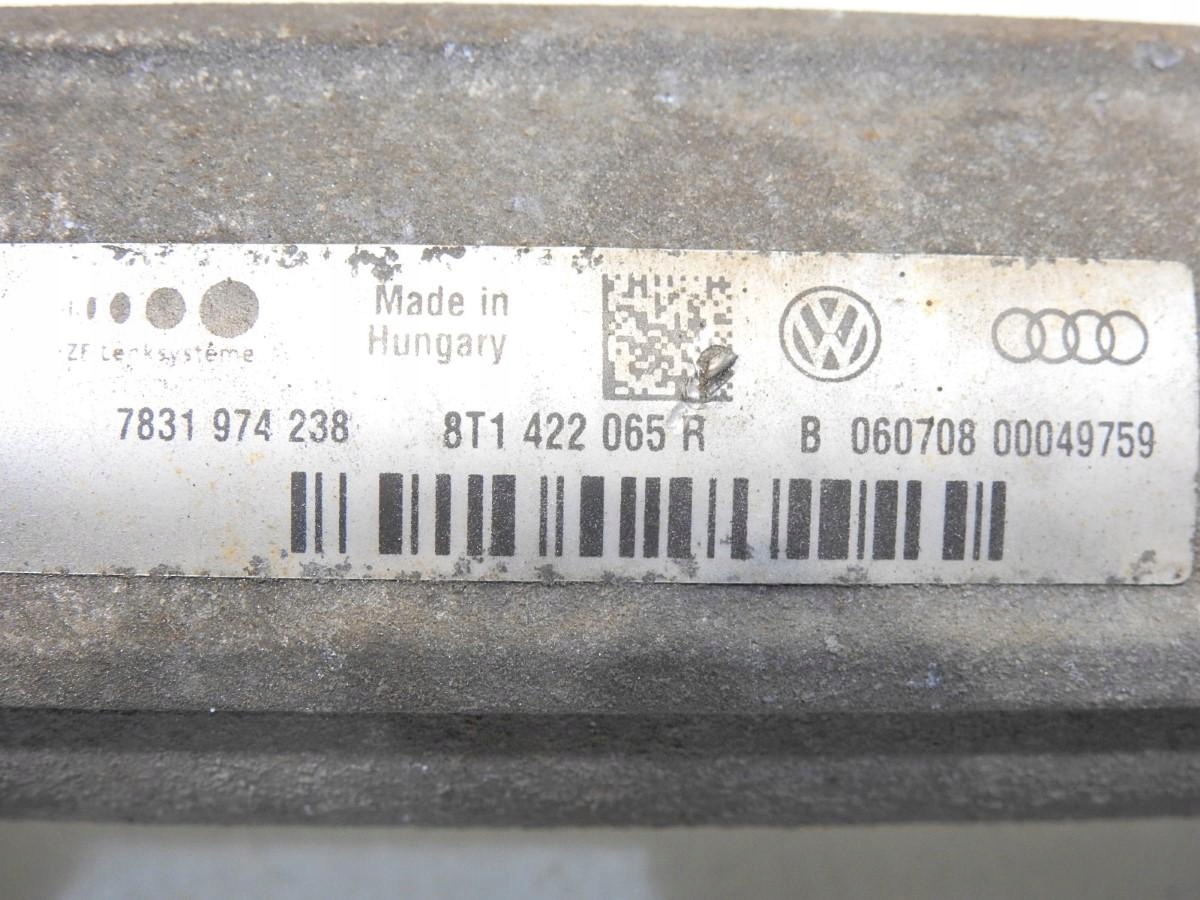 Made in
Hungary
ZF Lenksysteme
7831 974 238 8T1 422 065 R B 060708 00049759